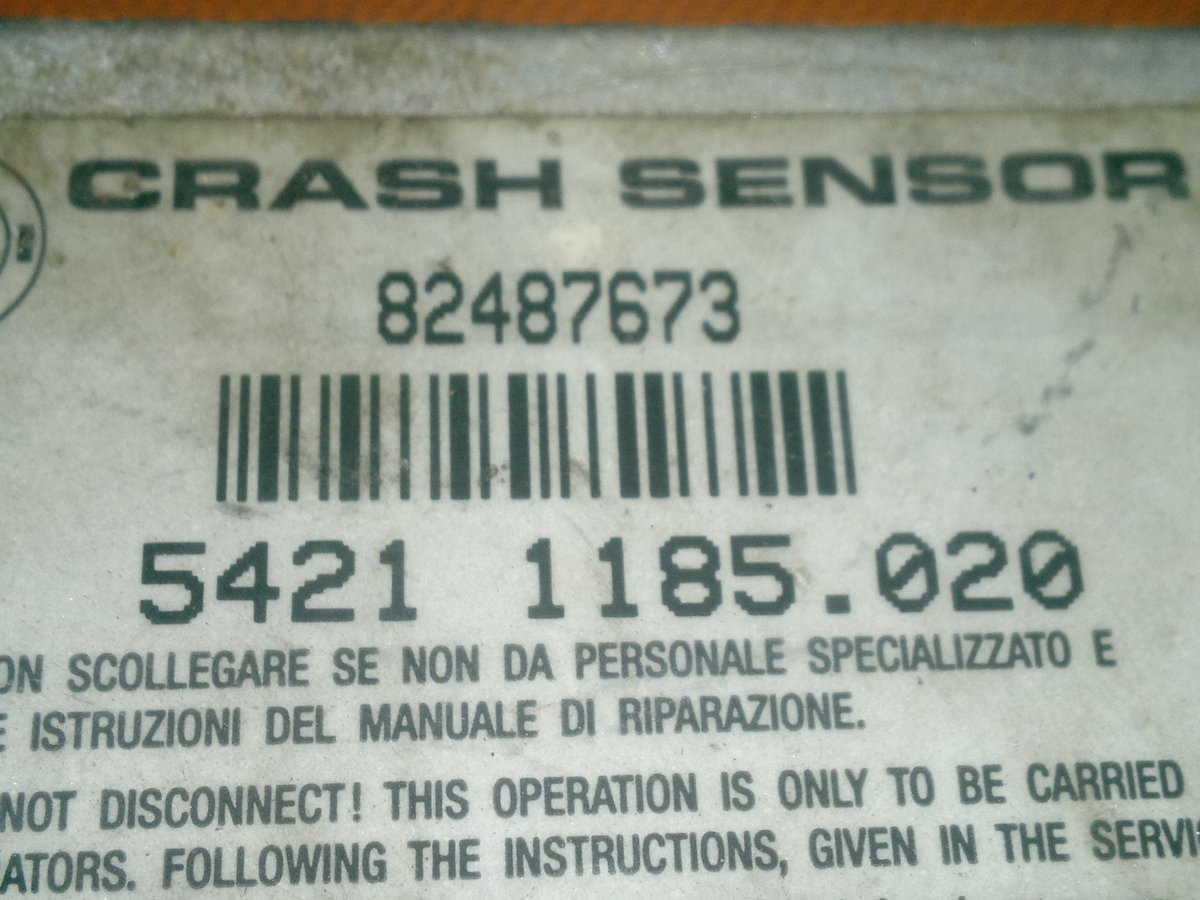 CRASH SENSOR
82487673
5421 1185.020
ON SCOLLEGARE SE NON DA PERSONALE SPECIALIZZATO E
E ISTRUZIONI DEL MANUALE DI RIPARAZIONE.
NOT DISCONNECT! THIS OPERATION IS ONLY TO BE CARRIED
ATORS. FOLLOWING THE INSTRUCTIONS, GIVEN IN THE SERVI